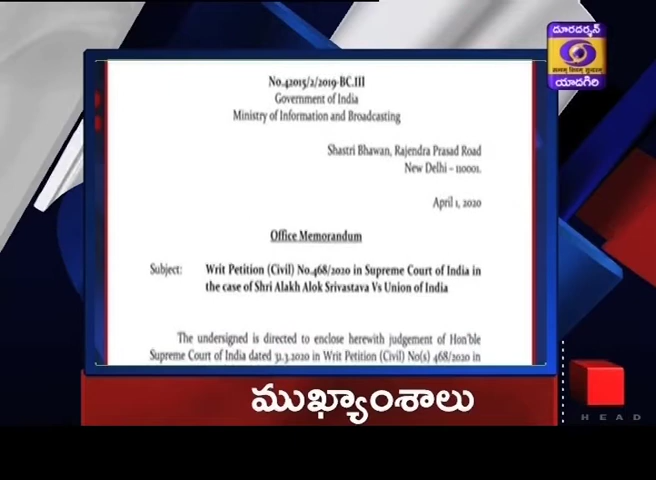 దూరదర్శన్
సత్యం శివం సుందరం
యాదగిరి
No.42015/2/2019-BC.III
Government of India
Ministry of Information and Broadcasting
Shastri Bhawan, Rajendra Prasad Road
New Delhi - 110001.
April 1, 2020
Office Memorandum
Subject: Writ Petition (Civil) No.468/2020 in Supreme Court of India in
the case of Shri Alakh Alok Srivastava Vs Union of India
The undersigned is directed to enclose herewith judgement of Hon'ble
Supreme Court of India dated 31.3.2020 in Writ Petition (Civil) No(s) 468/2020 in
ముఖ్యాంశాలు
HEAD